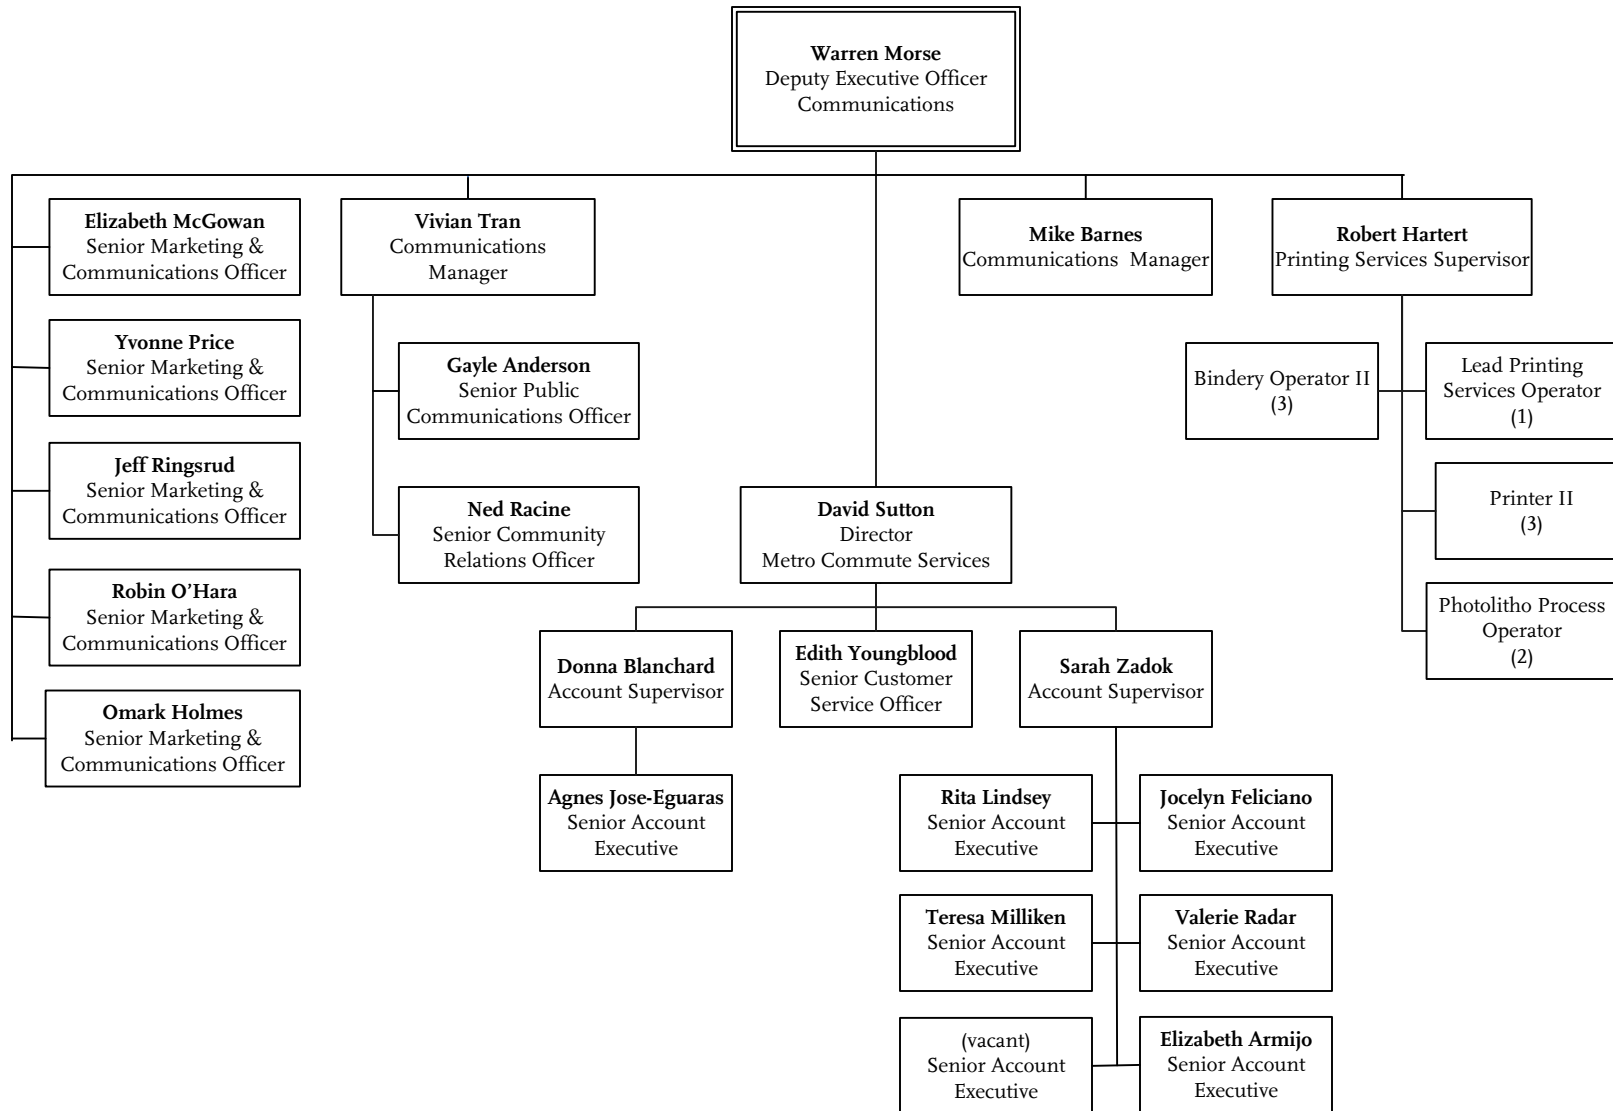 Warren Morse
Deputy Executive Officer
Communications
Elizabeth McGowan
Senior Marketing &
Communications Officer
Yvonne Price
Senior Marketing &
Communications Officer
Jeff Ringsrud
Senior Marketing &
Communications Officer
Robin O’Hara
Senior Marketing &
Communications Officer
Omark Holmes
Senior Marketing &
Communications Officer
Vivian Tran
Communications
Manager
Gayle Anderson
Senior Public
Communications Officer
Ned Racine
Senior Community
Relations Officer
David Sutton
Director
Metro Commute Services
Donna Blanchard
Account Supervisor
Agnes Jose-Eguaras
Senior Account
Executive
Edith Youngblood
Senior Customer
Service Officer
Sarah Zadok
Account Supervisor
Rita Lindsey
Senior Account
Executive
Jocelyn Feliciano
Senior Account
Executive
Teresa Milliken
Senior Account
Executive
Valerie Radar
Senior Account
Executive
(vacant)
Senior Account
Executive
Elizabeth Armijo
Senior Account
Executive
Mike Barnes
Communications Manager
Robert Hartert
Printing Services Supervisor
Bindery Operator II
(3)
Lead Printing
Services Operator
(1)
Printer II
(3)
Photolitho Process
Operator
(2)